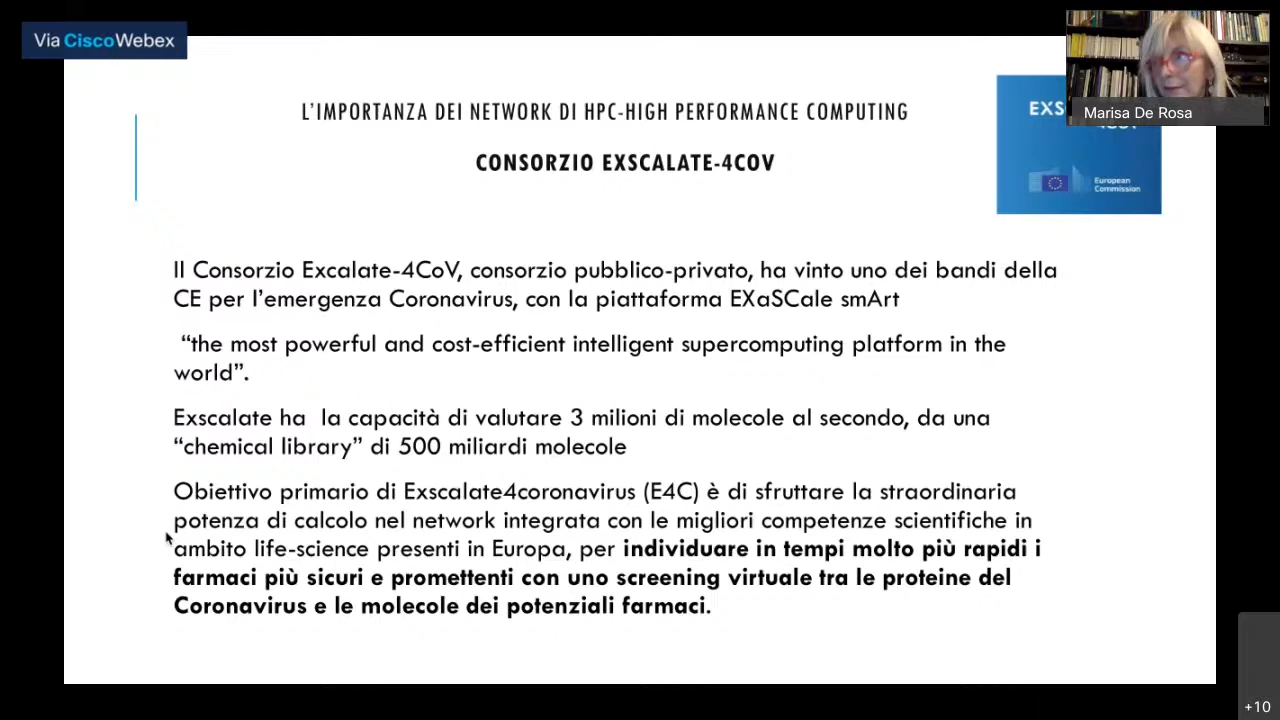 Via Cisco Webex
Marisa De Rosa
L'IMPORTANZA DEI NETWORK DI HPC-HIGH PERFORMANCE COMPUTING
CONSORZIO EXSCALATE-4COV
EXS
European
Commission
Il Consorzio Excalate-4CoV, consorzio pubblico-privato, ha vinto uno dei bandi della
CE per l'emergenza Coronavirus, con la piattaforma EXaSCale smArt
“the most powerful and cost-efficient intelligent supercomputing platform in the
world”.
Exscalate ha la capacità di valutare 3 milioni di molecole al secondo, da una
“chemical library” di 500 miliardi molecole
Obiettivo primario di Exscalate4coronavirus (E4C) è di sfruttare la straordinaria
potenza di calcolo nel network integrata con le migliori competenze scientifiche in
ambito life-science presenti in Europa, per individuare in tempi molto più rapidi i
farmaci più sicuri e promettenti con uno screening virtuale tra le proteine del
Coronavirus e le molecole dei potenziali farmaci.
+10